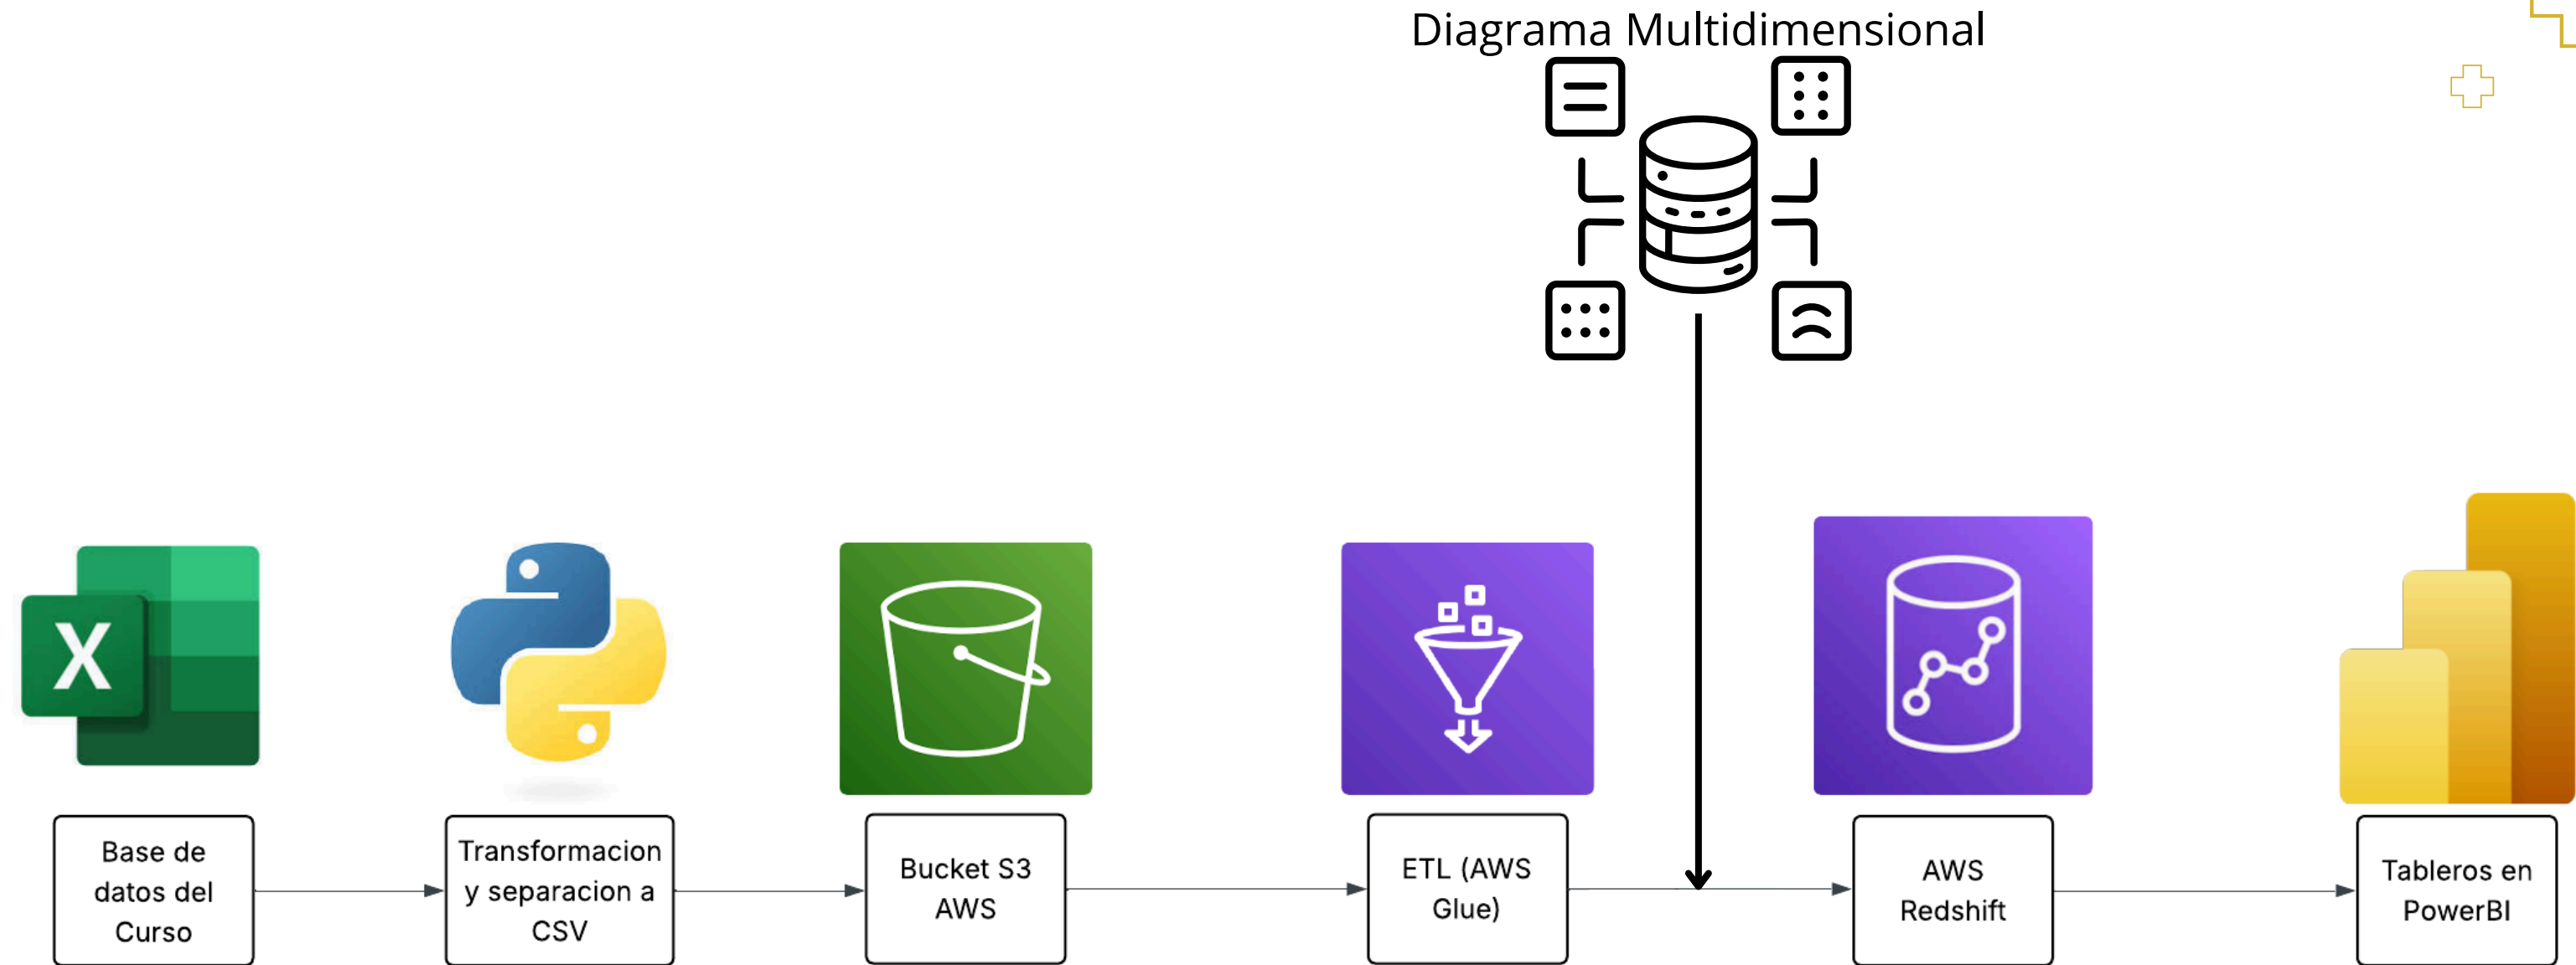 Diagrama Multidimensional
X
Base de
datos del
Curso
Transformacion
y separacion a
CSV
Bucket S3
AWS
ETL (AWS
Glue)
AWS
Redshift
Tableros en
PowerBI